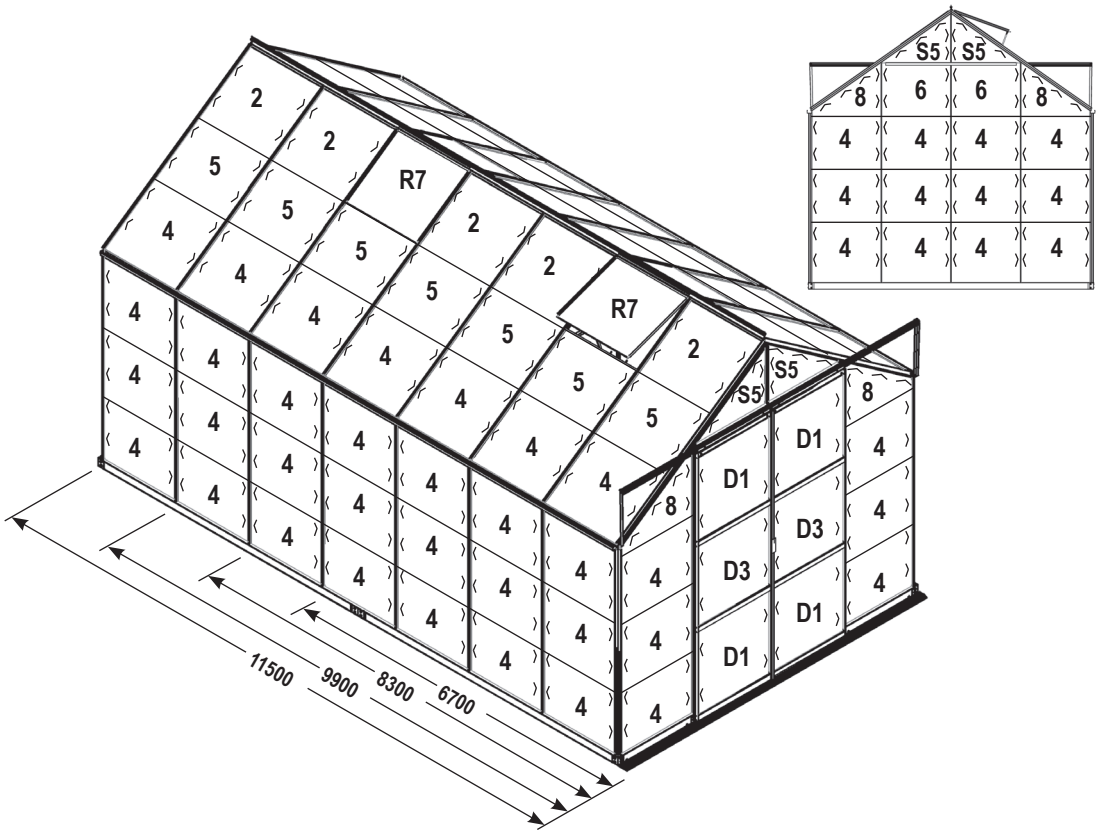 S5 S5
8 6 6 8
4 4 4 4
4 4 4 4
4 4 4 4
2 2 R7 2 2 R7 2
5 5 5 5 5 5 5
4 4 4 4 4 4 4
S5 S5
4 4 4 4 4 4 4
4 4 4 4 4 4 4
4 4 4 4 4 4 4
8 D1 D1 8
4 D3 D3 4
4 D1 D1 4
4 4
11500
9900
8300
6700